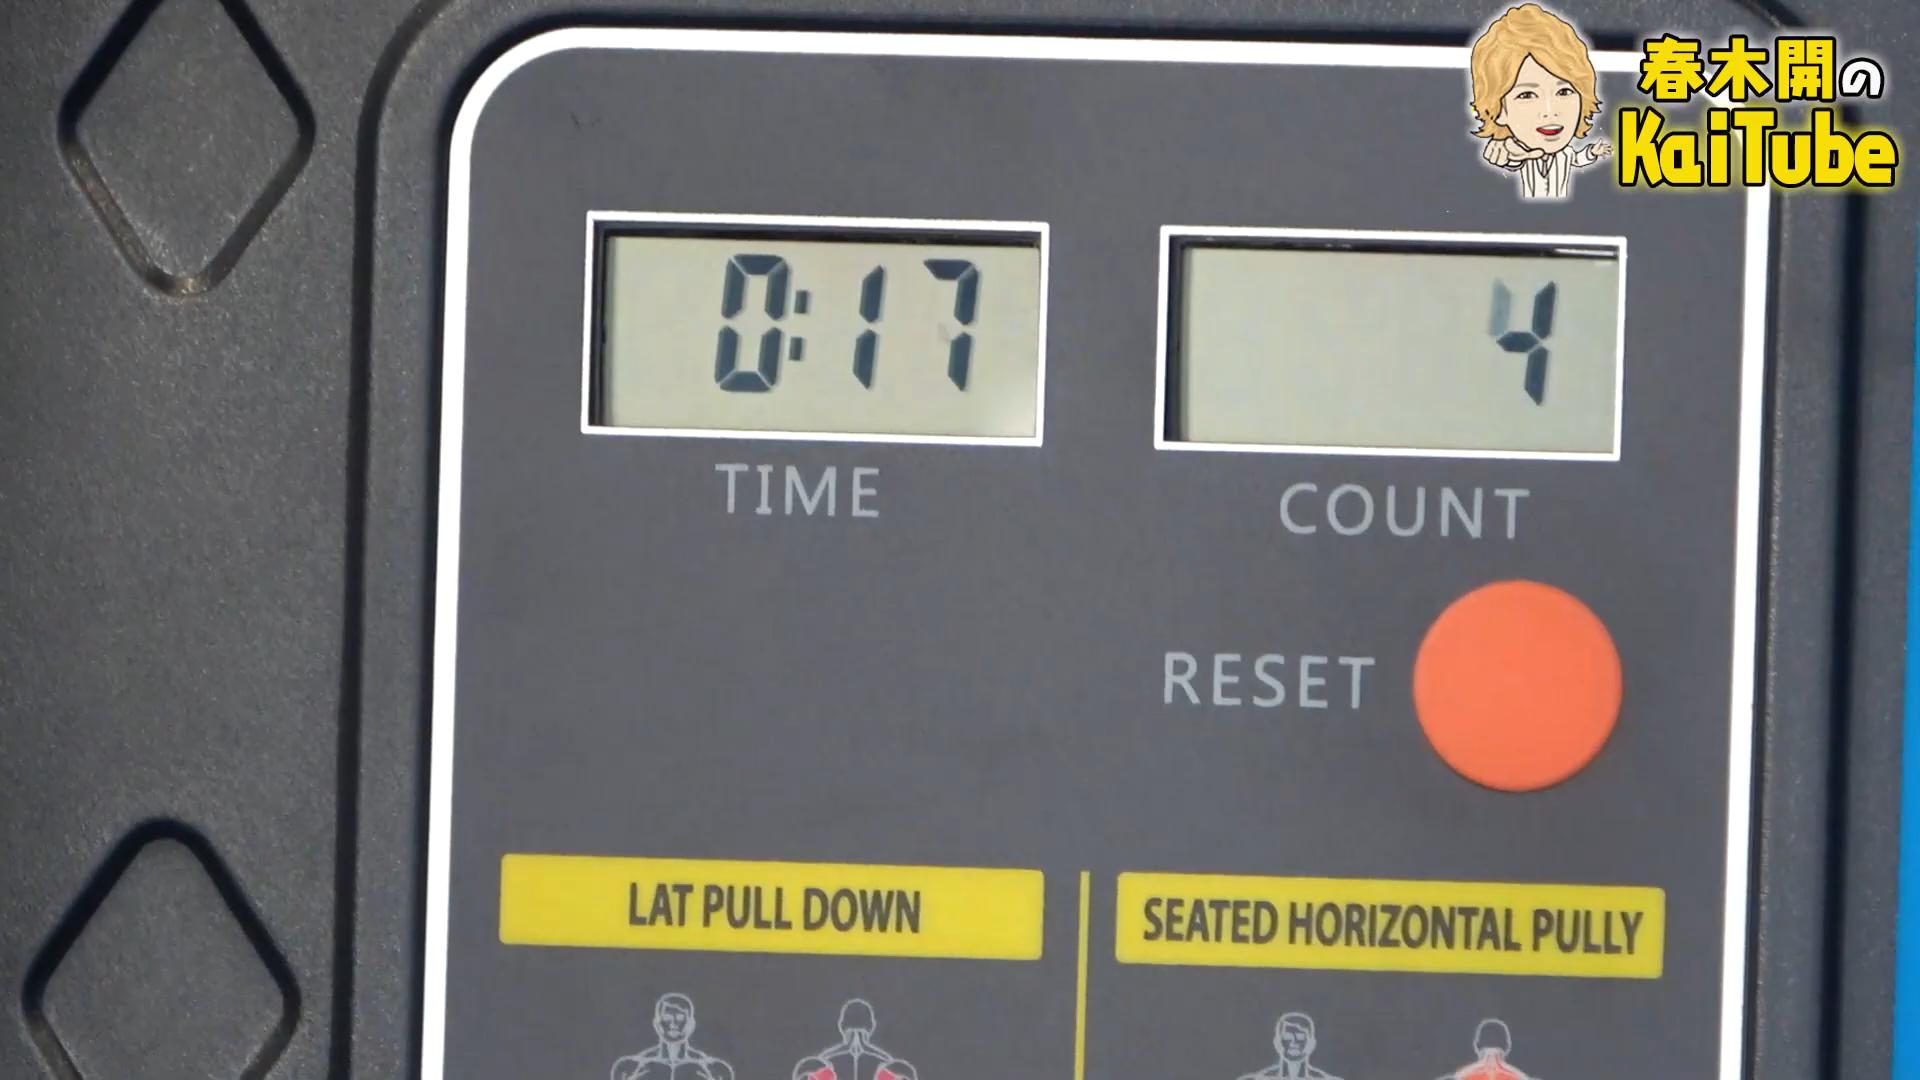 春木開の
KaiTube
0:17
4
TIME
COUNT
RESET
LAT PULL DOWN
SEATED HORIZONTAL PULLY